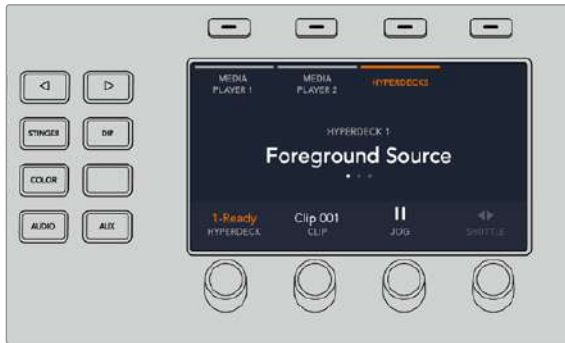 MEDIA
PLAYER 1
MEDIA
PLAYER 2
HYPERDECKS
STINGER
DIP
HYPERDECK 1
Foreground Source
COLOR
AUDIO
AUX
1-Ready
HYPERDECK
Clip 001
CLIP
JOG
SHUTTLE